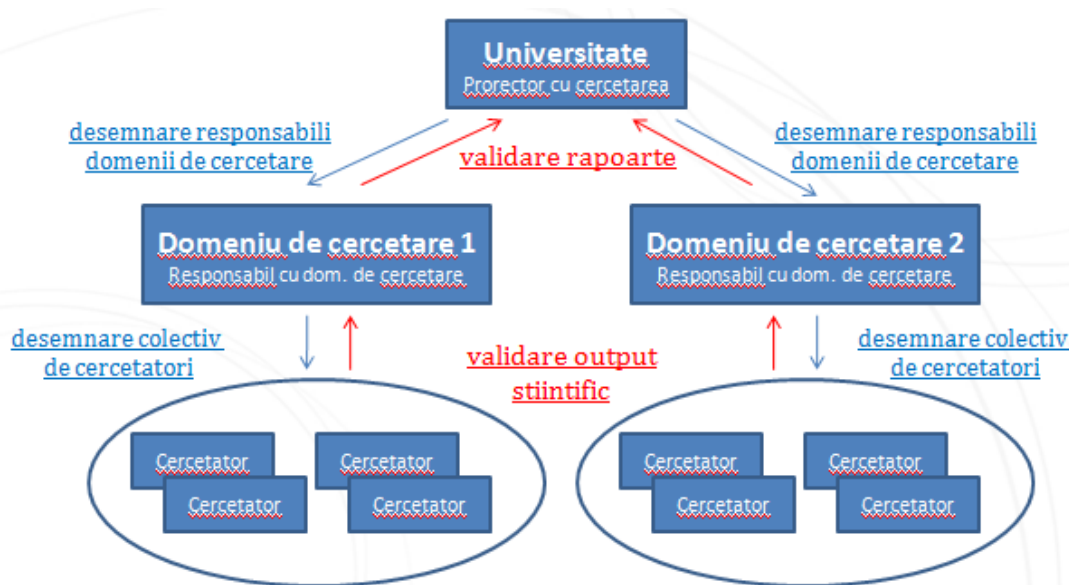 Universitate
Prorector cu cercetarea
desemnare responsabili
domenii de cercetare
validare rapoarte
desemnare responsabili
domenii de cercetare
Domeniu de cercetare 1
Responsabil cu dom. de cercetare
Domeniu de cercetare 2
Responsabil cu dom. de cercetare
desemnare colectiv
de cercetatori
validare output
stiintific
desemnare colectiv
de cercetatori
Cercetator
Cercetator
Cercetator
Cercetator
Cercetator
Cercetator
Cercetator
Cercetator